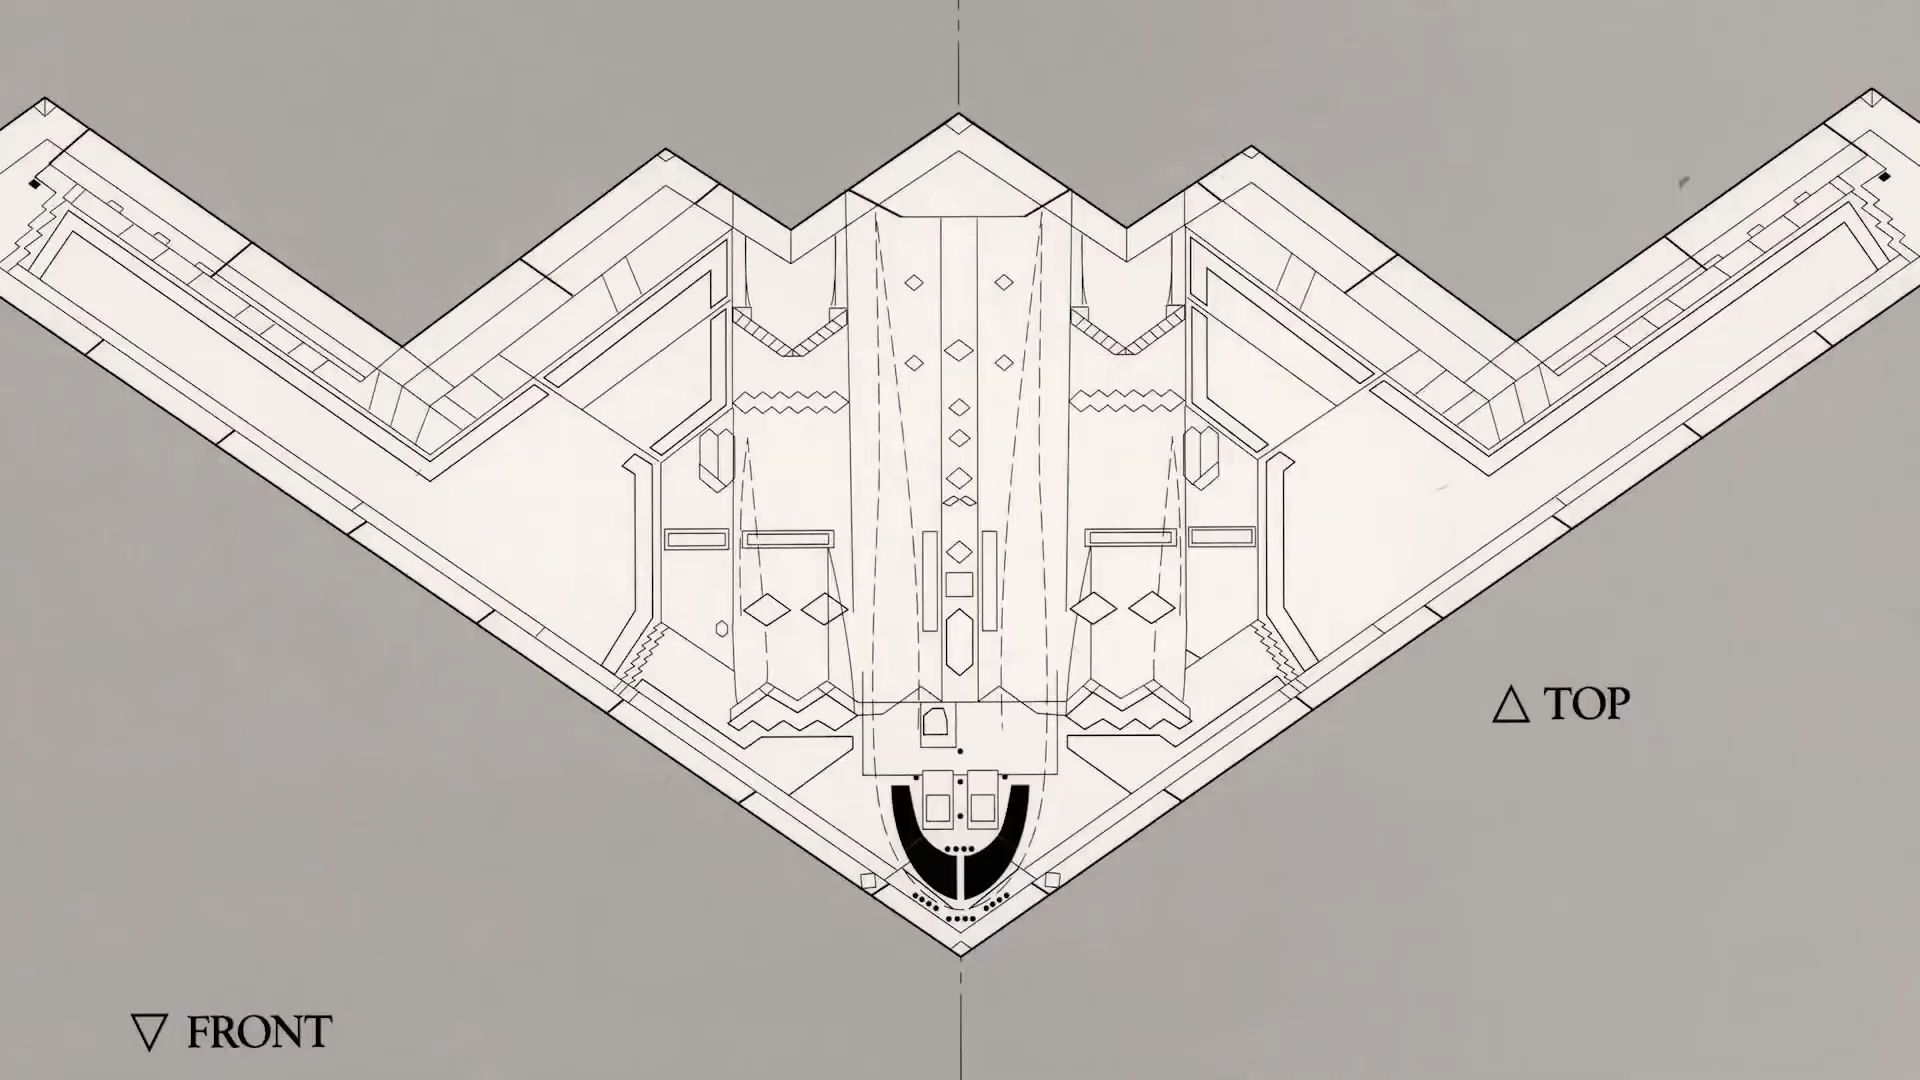 △ TOP
▽ FRONT